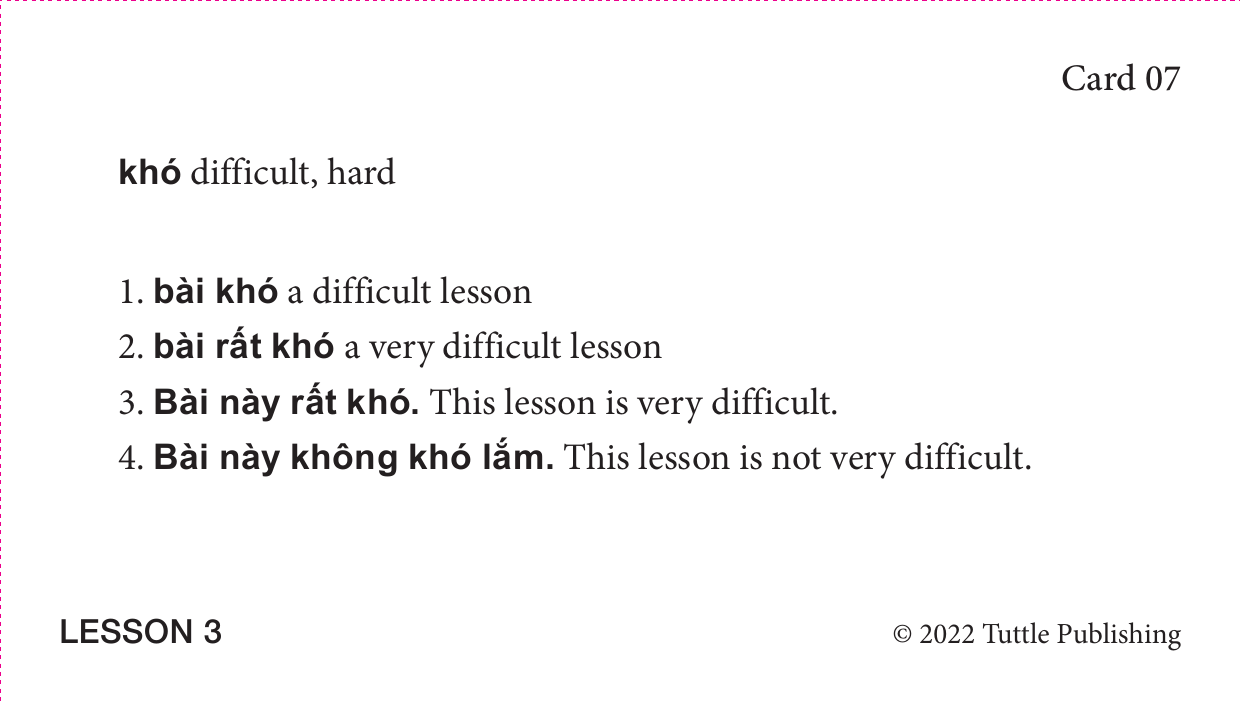 Card 07
khó difficult, hard
1. bài khó a difficult lesson
2. bài rất khó a very difficult lesson
3. Bài này rất khó. This lesson is very difficult.
4. Bài này không khó lắm. This lesson is not very difficult.
LESSON 3
© 2022 Tuttle Publishing